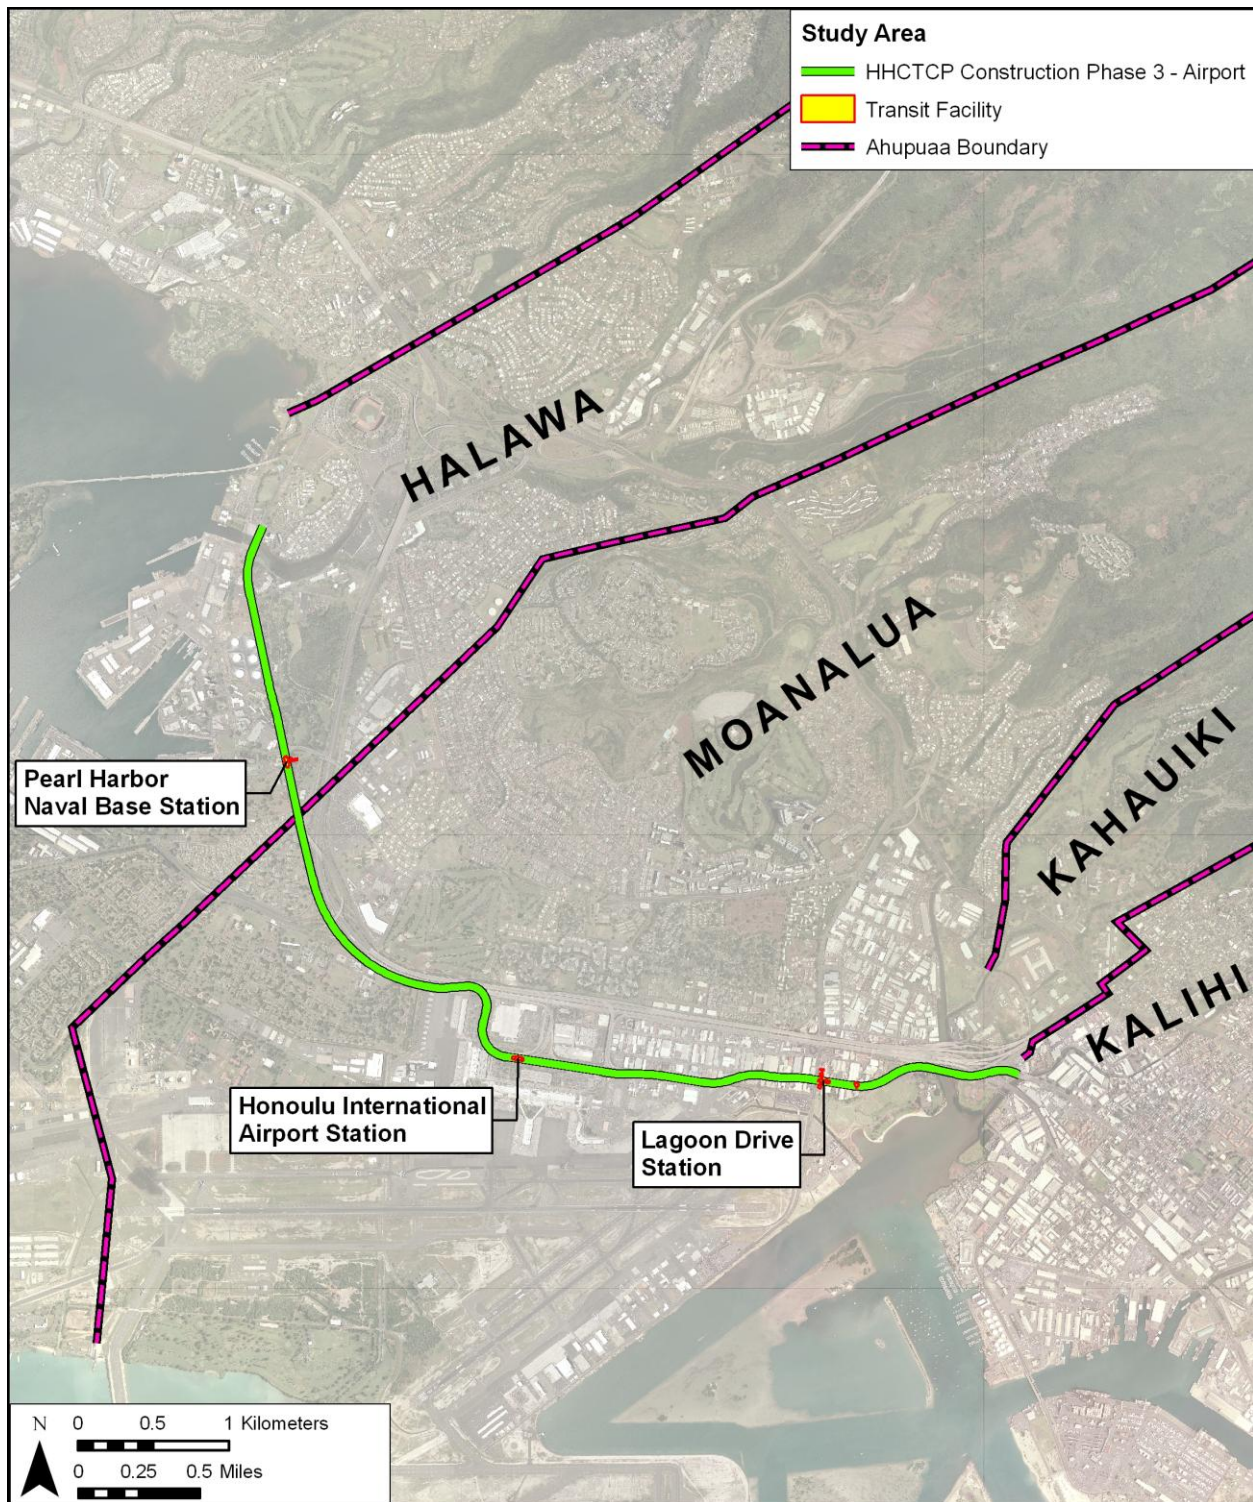 Study Area
HHCTCP Construction Phase 3 - Airport
Transit Facility
Ahupuaa Boundary
HALAWA
MOANALUA
KAHAUIKI
KALIHI
Pearl Harbor
Naval Base Station
Honoulu International
Airport Station
Lagoon Drive
Station
N
0 0.5 1 Kilometers
0 0.25 0.5 Miles